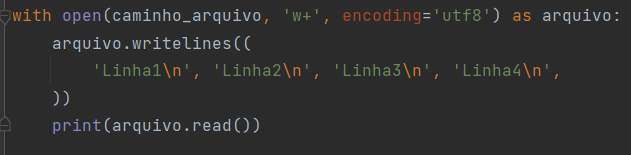 with open(caminho_arquivo, 'w+', encoding='utf8') as arquivo:
    arquivo.writelines((
        'Linha1\n', 'Linha2\n', 'Linha3\n', 'Linha4\n',
    ))
    print(arquivo.read())